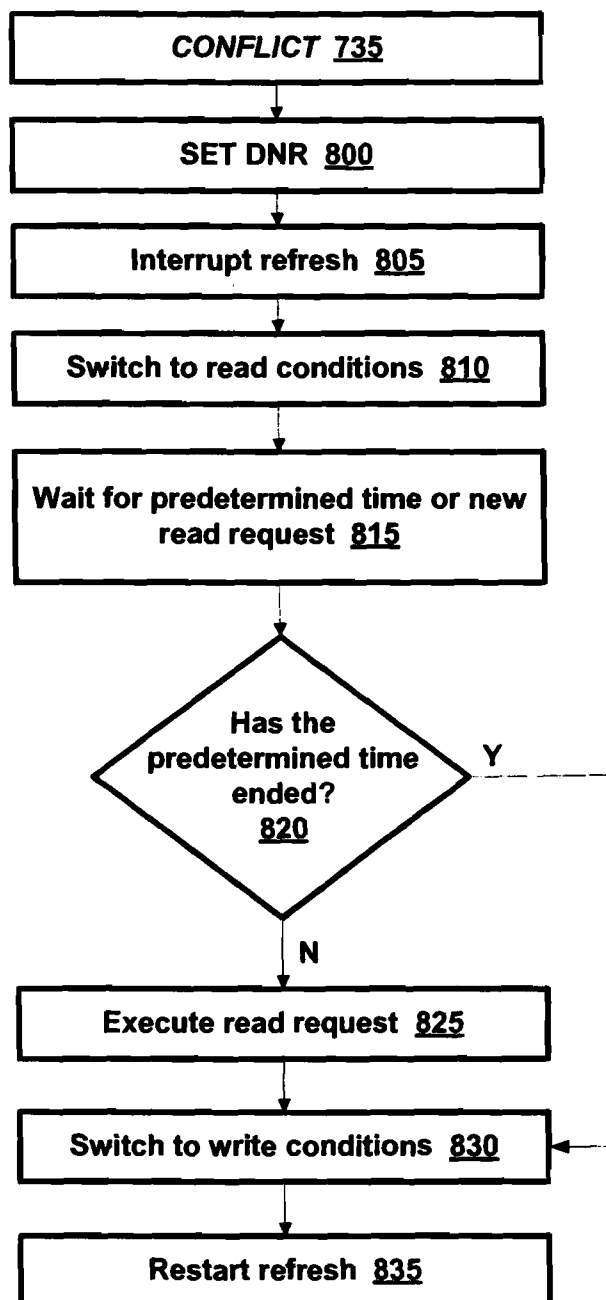 CONFLICT 735
SET DNR 800
Interrupt refresh 805
Switch to read conditions 810
Wait for predetermined time or new
read request 815
Has the
predetermined time
ended?
820
Y
N
Execute read request 825
Switch to write conditions 830
Restart refresh 835